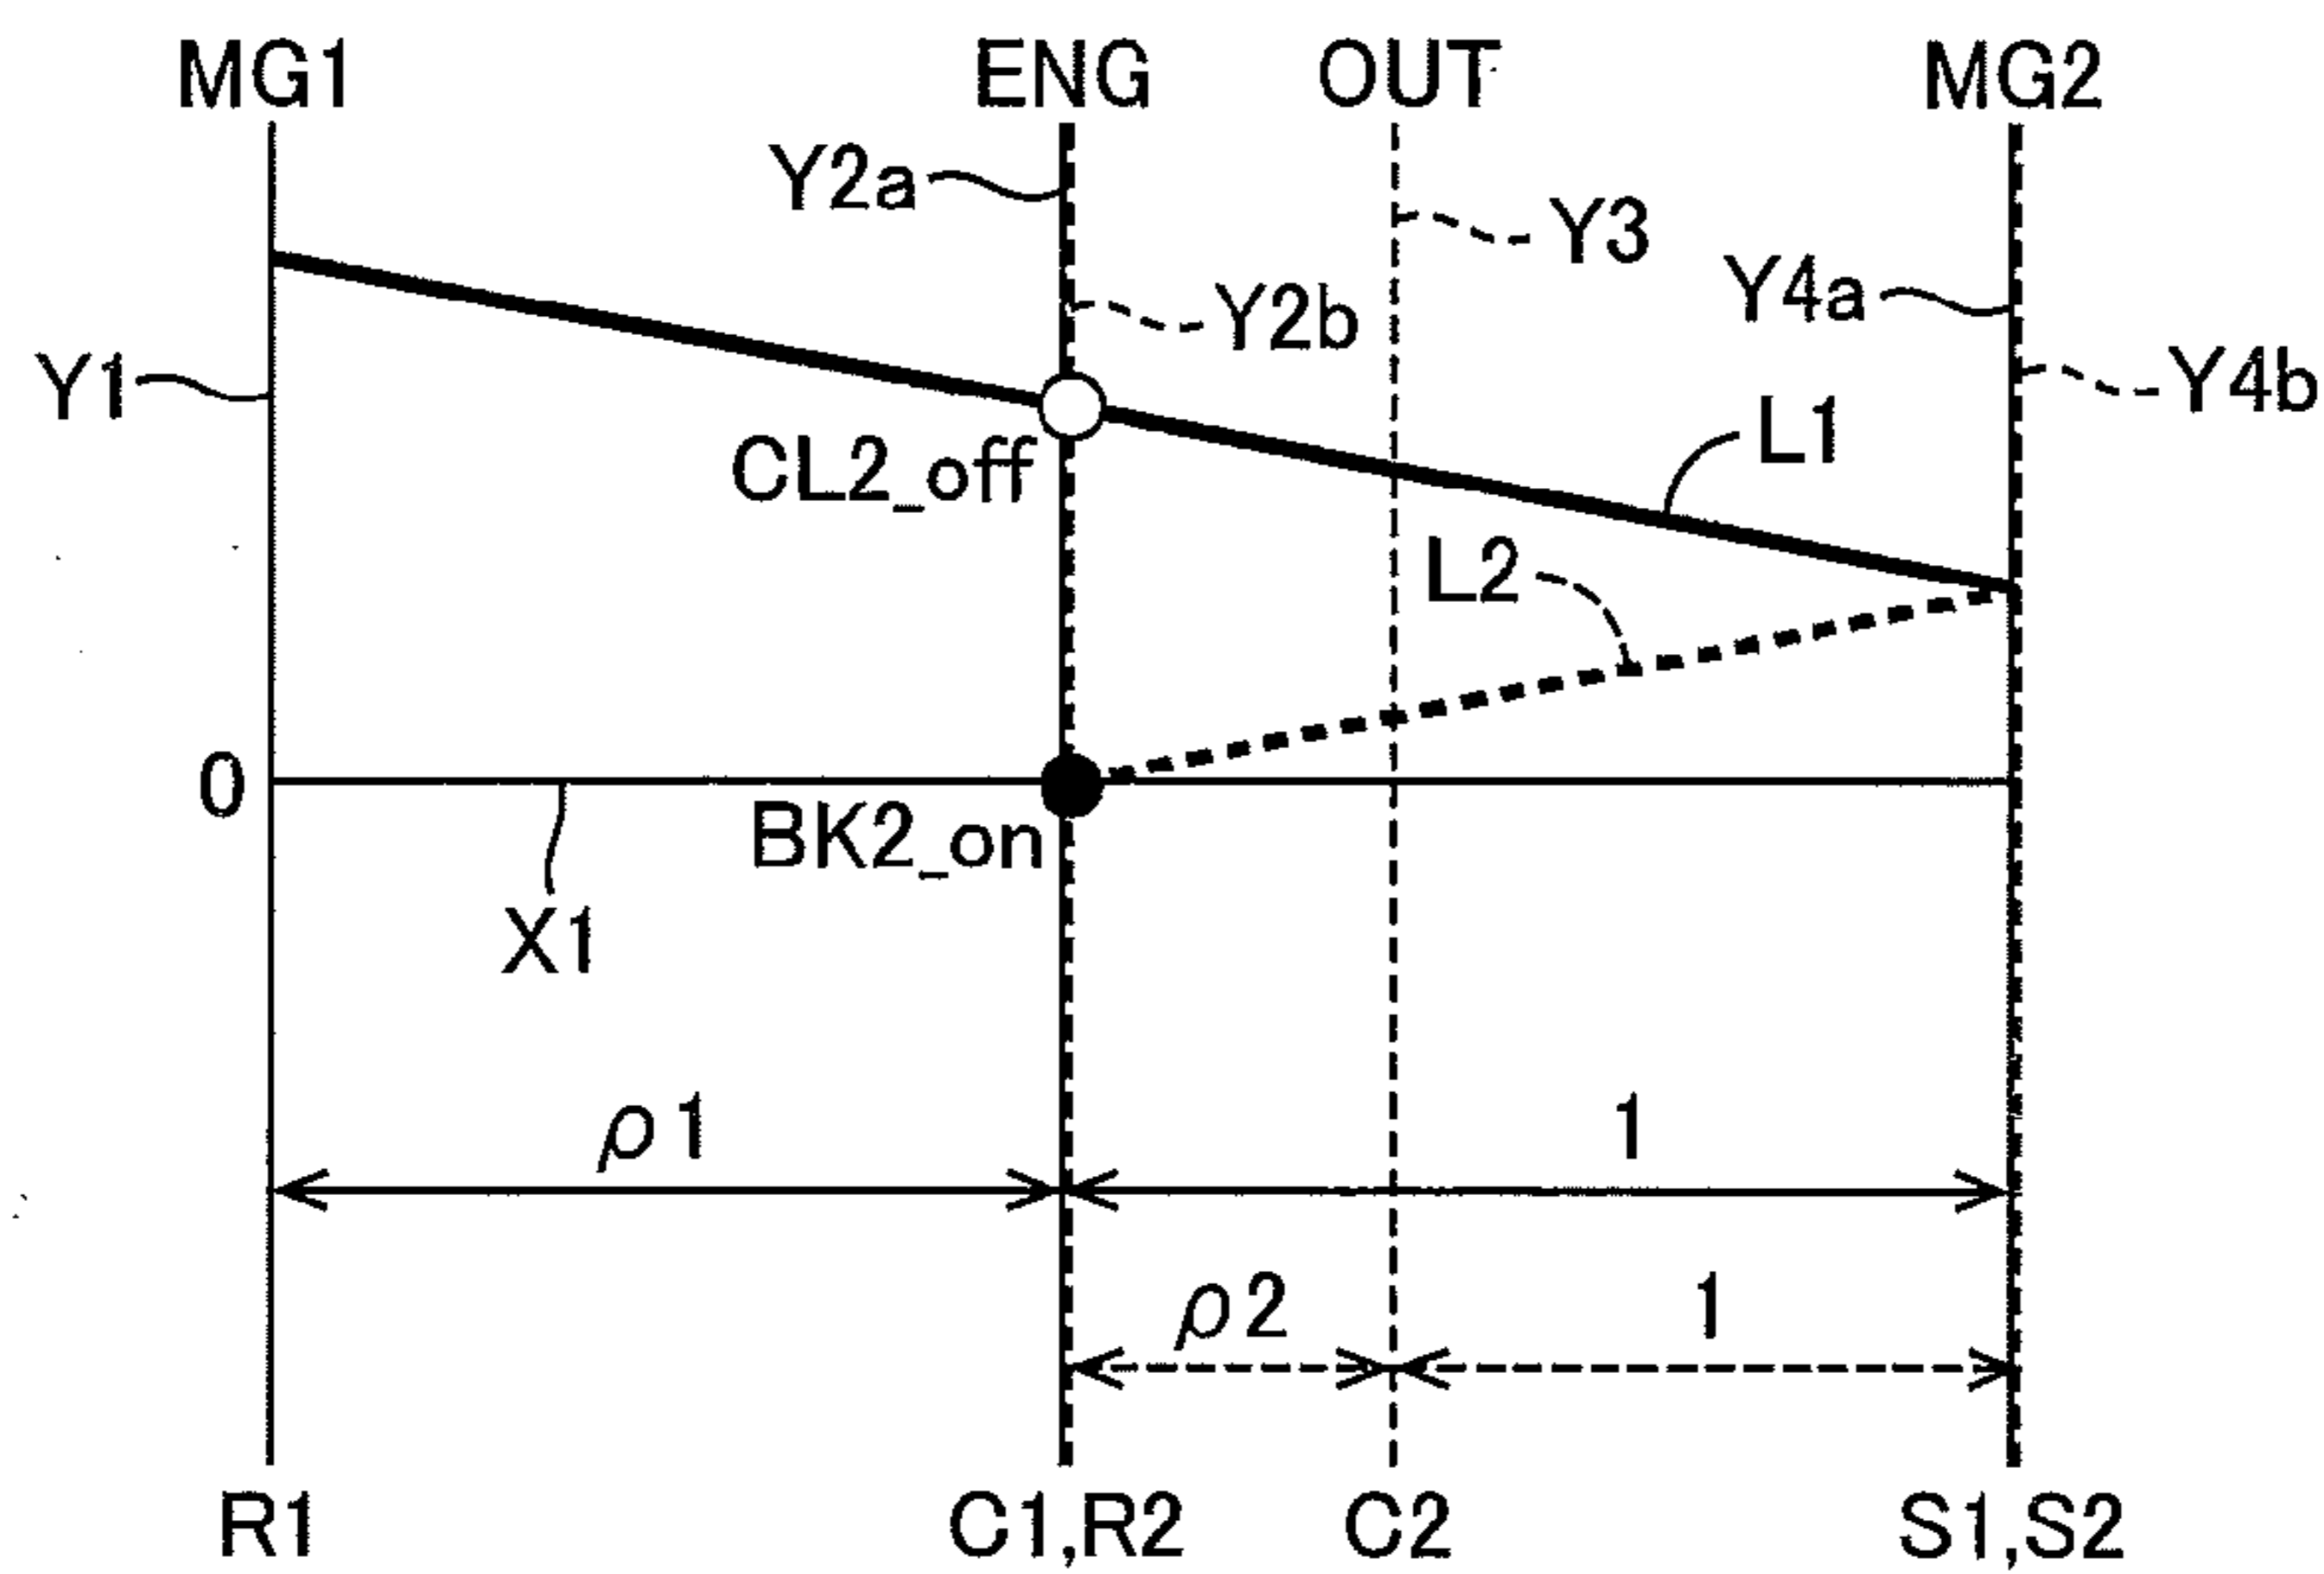 MG1 ENG OUT MG2
Y2a
Y3
Y4a
Y2b
Y1
Y4b
L1
CL2_off
L2
0
BK2_on
X1
ρ1 1
ρ2 1
R1 C1,R2 C2 S1,S2